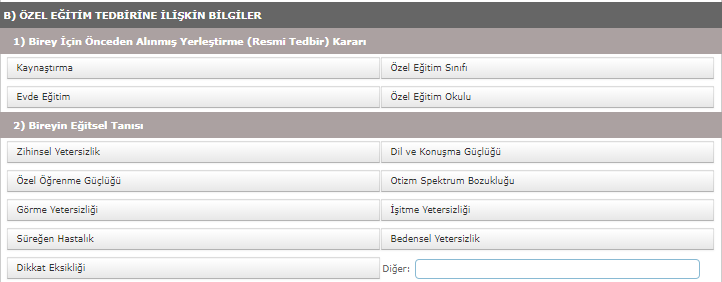 B) ÖZEL EĞİTİM TEDBİRİNE İLİŞKİN BİLGİLER
1) Birey İçin Önceden Alınmış Yerleştirme (Resmi Tedbir) Kararı
Kaynaştırma Özel Eğitim Sınıfı
Evde Eğitim Özel Eğitim Okulu
2) Bireyin Eğitsel Tanısı
Zihinsel Yetersizlik Dil ve Konuşma Güçlüğü
Özel Öğrenme Güçlüğü Otizm Spektrum Bozukluğu
Görme Yetersizliği İşitme Yetersizliği
Süreğen Hastalık Bedensel Yetersizlik
Dikkat Eksikliği Diğer: